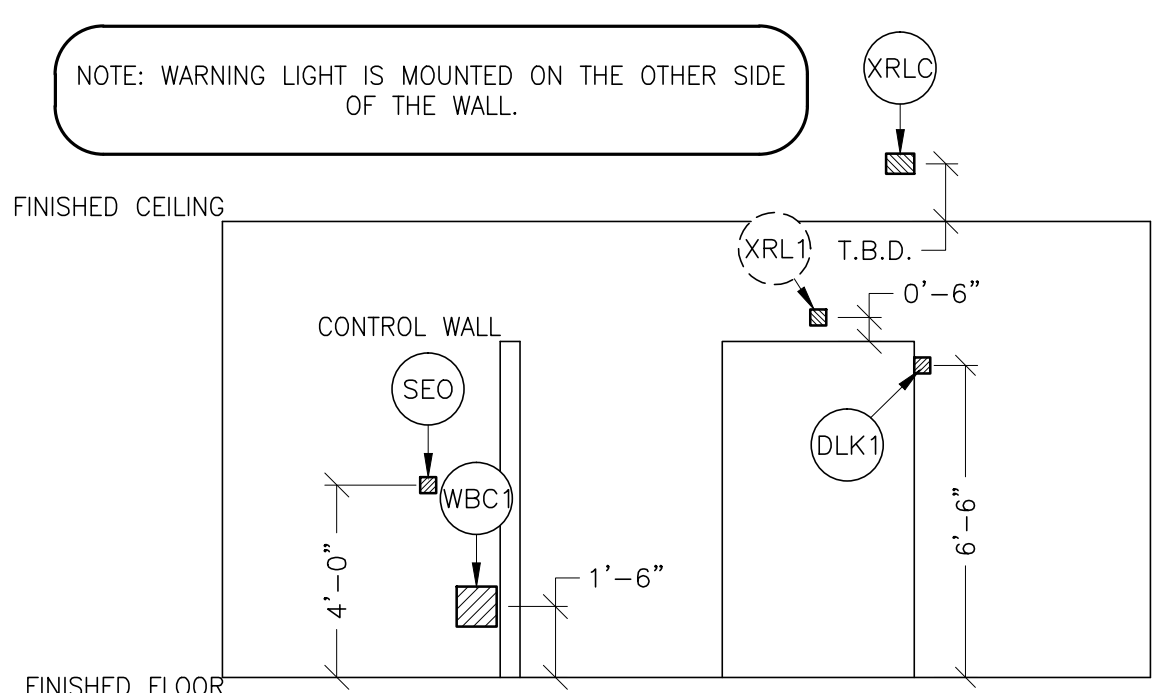 NOTE: WARNING LIGHT IS MOUNTED ON THE OTHER SIDE
OF THE WALL.
XRLC
FINISHED CEILING
XRL1
T.B.D.
0'-6"
CONTROL WALL
SEO
DLK1
WBC1
6'-6"
4'-0"
1'-6"
FINISHED FLOOR